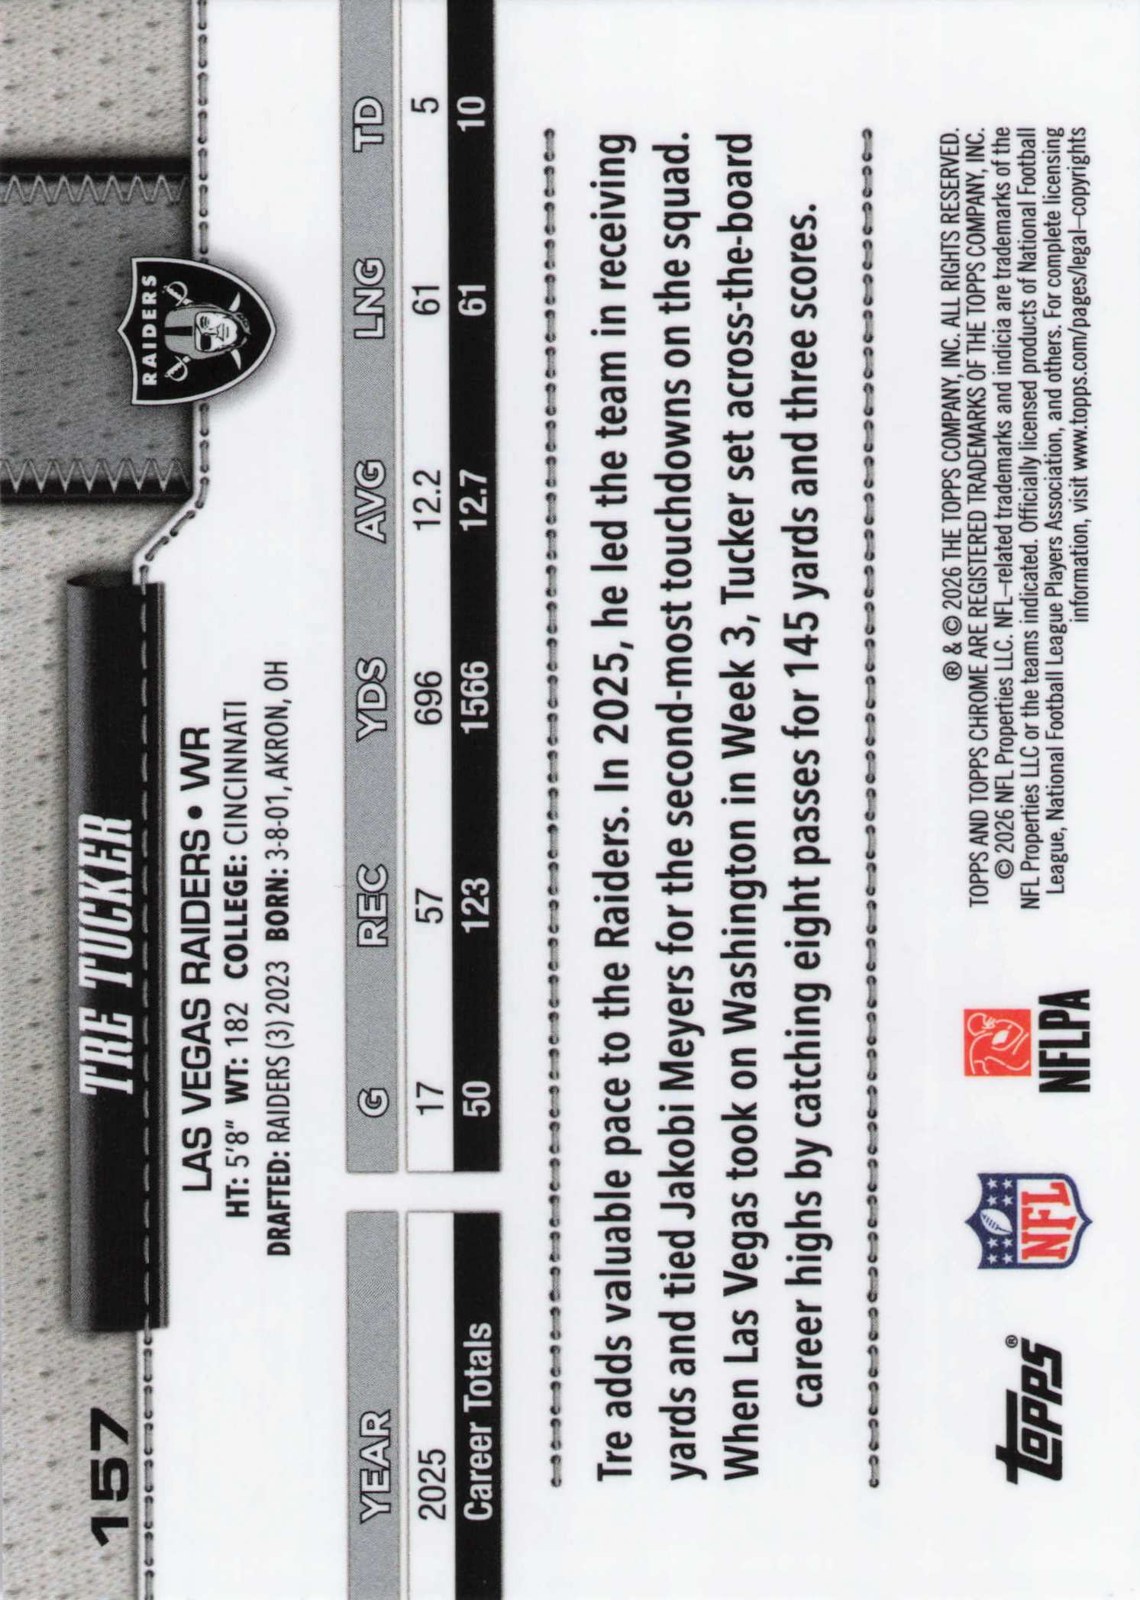 157
TRE TUCKER
RAIDERS
LAS VEGAS RAIDERS • WR
HT: 5'8" WT: 182 COLLEGE: CINCINNATI
DRAFTED: RAIDERS (3) 2023 BORN: 3-8-01, AKRON, OH
YEAR G REC YDS AVG LNG TD
2025 17 57 696 12.2 61 5
Career Totals 50 123 1566 12.7 61 10
Tre adds valuable pace to the Raiders. In 2025, he led the team in receiving
yards and tied Jakobi Meyers for the second-most touchdowns on the squad.
When Las Vegas took on Washington in Week 3, Tucker set across-the-board
career highs by catching eight passes for 145 yards and three scores.
topps®
NFL
NFLPA
® & © 2026 THE TOPPS COMPANY, INC. ALL RIGHTS RESERVED.
TOPPS AND TOPPS CHROME ARE REGISTERED TRADEMARKS OF THE TOPPS COMPANY, INC.
© 2026 NFL Properties LLC. NFL-related trademarks and indicia are trademarks of the
NFL Properties LLC or the teams indicated. Officially licensed products of National Football
League, National Football League Players Association, and others. For complete licensing
information, visit www.topps.com/pages/legal-copyrights